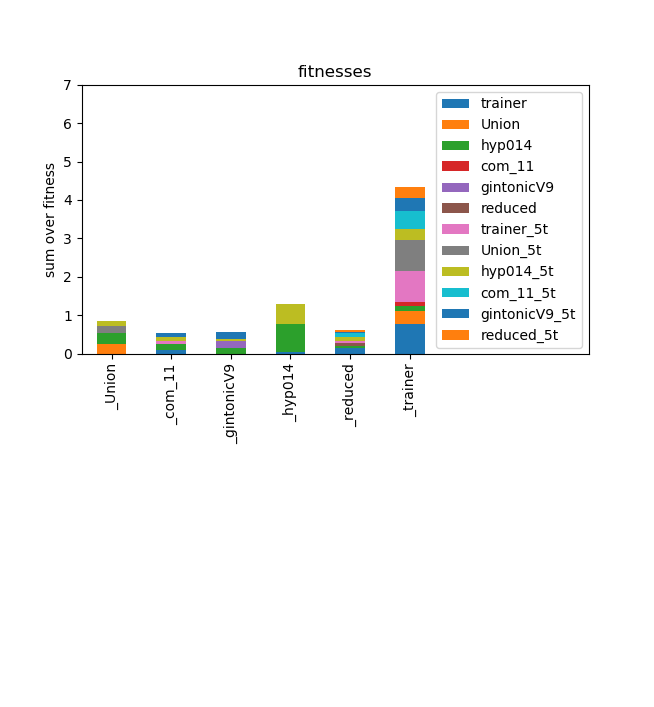 fitnesses
sum over fitness
7
6
5
4
3
2
1
0
trainer
Union
hyp014
com_11
gintonicV9
reduced
trainer_5t
Union_5t
hyp014_5t
com_11_5t
gintonicV9_5t
reduced_5t
_Union
_com_11
_gintonicV9
_hyp014
_reduced
_trainer